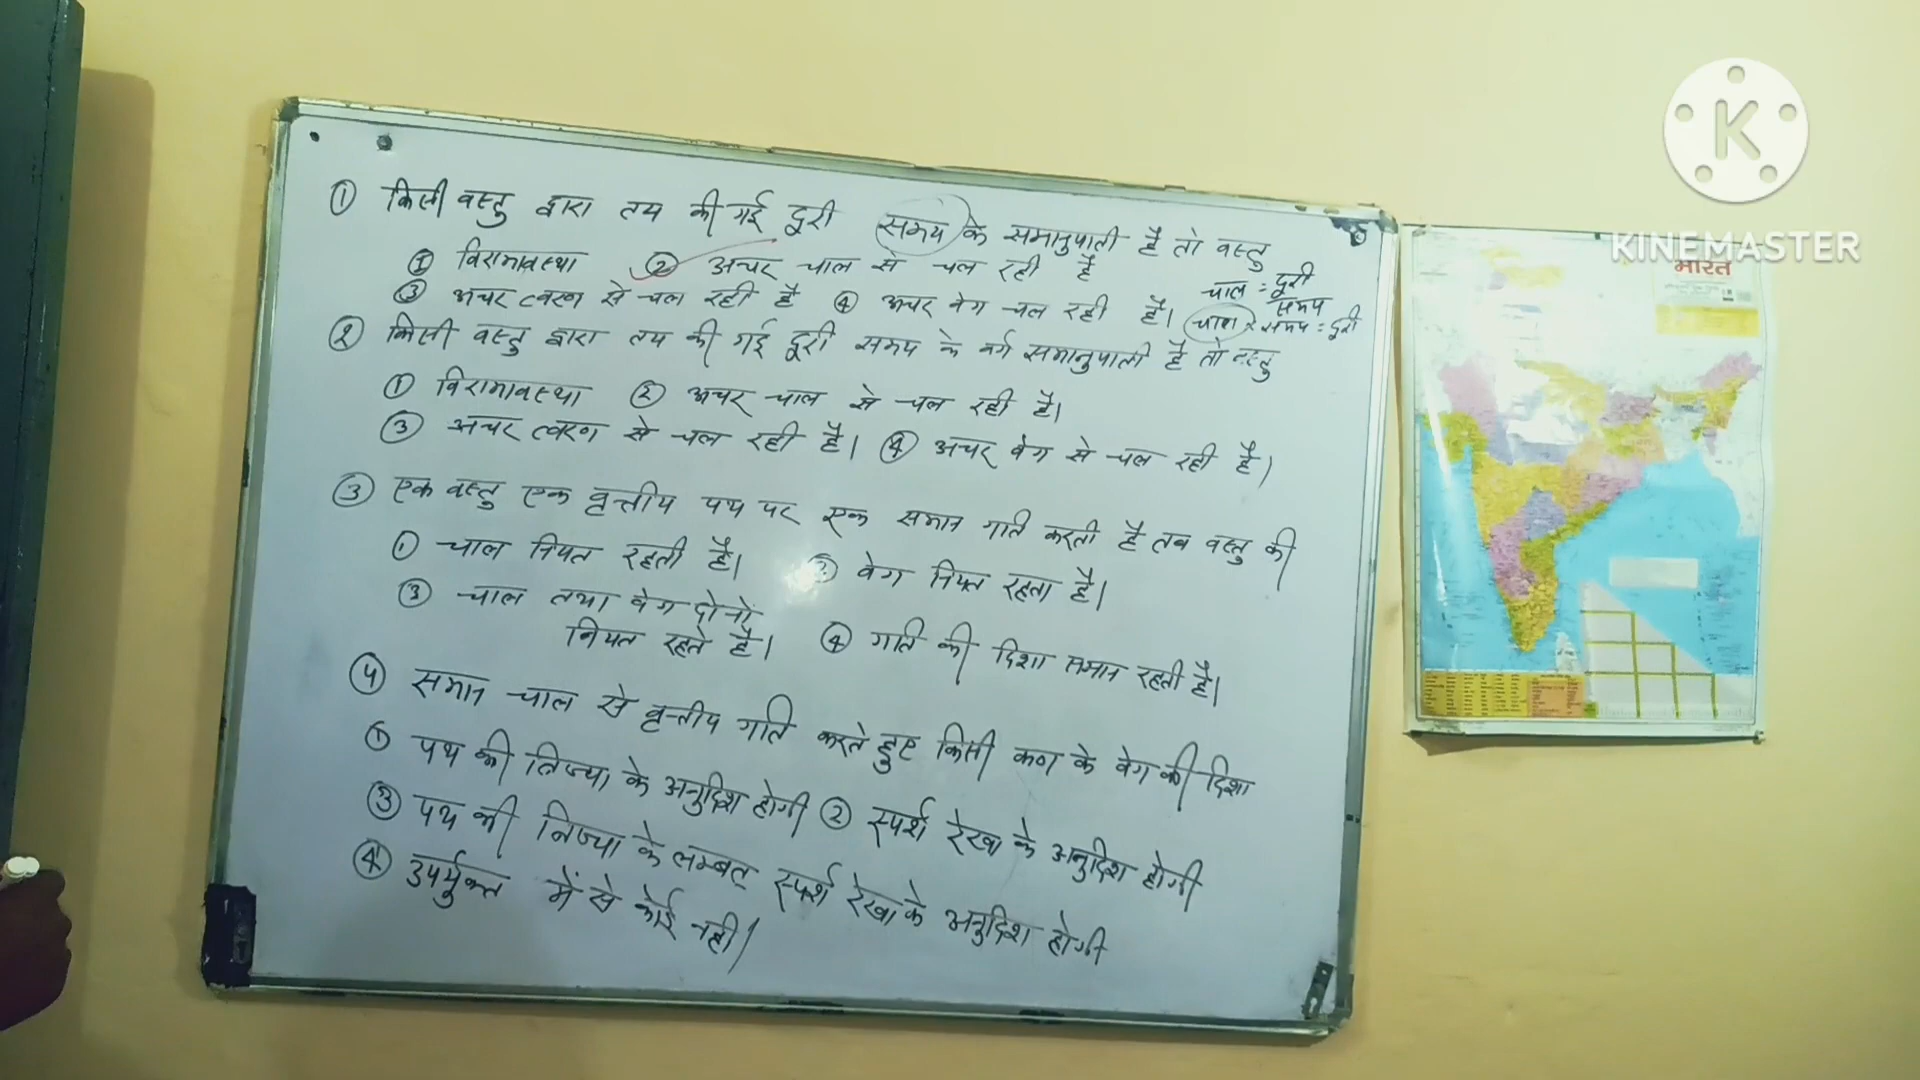 ① किसी वस्तु द्वारा तय की गई दूरी समय के समानुपाती है तो वस्तु
① विरामावस्था ② अचर चाल से चल रही है
③ अचर त्वरण से चल रही है ④ अचर वेग चल रही है।
चाल = दूरी
समय
चाल × समय = दूरी
② किसी वस्तु द्वारा तय की गई दूरी समय के वर्ग समानुपाती है तो वस्तु
① विरामावस्था ② अचर चाल से चल रही है।
③ अचर त्वरण से चल रही है। ④ अचर वेग से चल रही है।
③ एक वस्तु एक वृत्तीय पथ पर एक समान गति करती है तब वस्तु की
① चाल नियत रहती है। ② वेग नियत रहता है।
③ चाल तथा वेग दोनो
नियत रहते है। ④ गति की दिशा समान रहती है।
④ समान चाल से वृत्तीय गति करते हुए किसी कण के वेग की दिशा
① पथ की त्रिज्या के अनुदिश होगी ② स्पर्श रेखा के अनुदिश होगी
③ पथ की त्रिज्या के लम्बवत् स्पर्श रेखा के अनुदिश होगी
④ उपर्युक्त में से कोई नही।
भारत
KINEMASTER